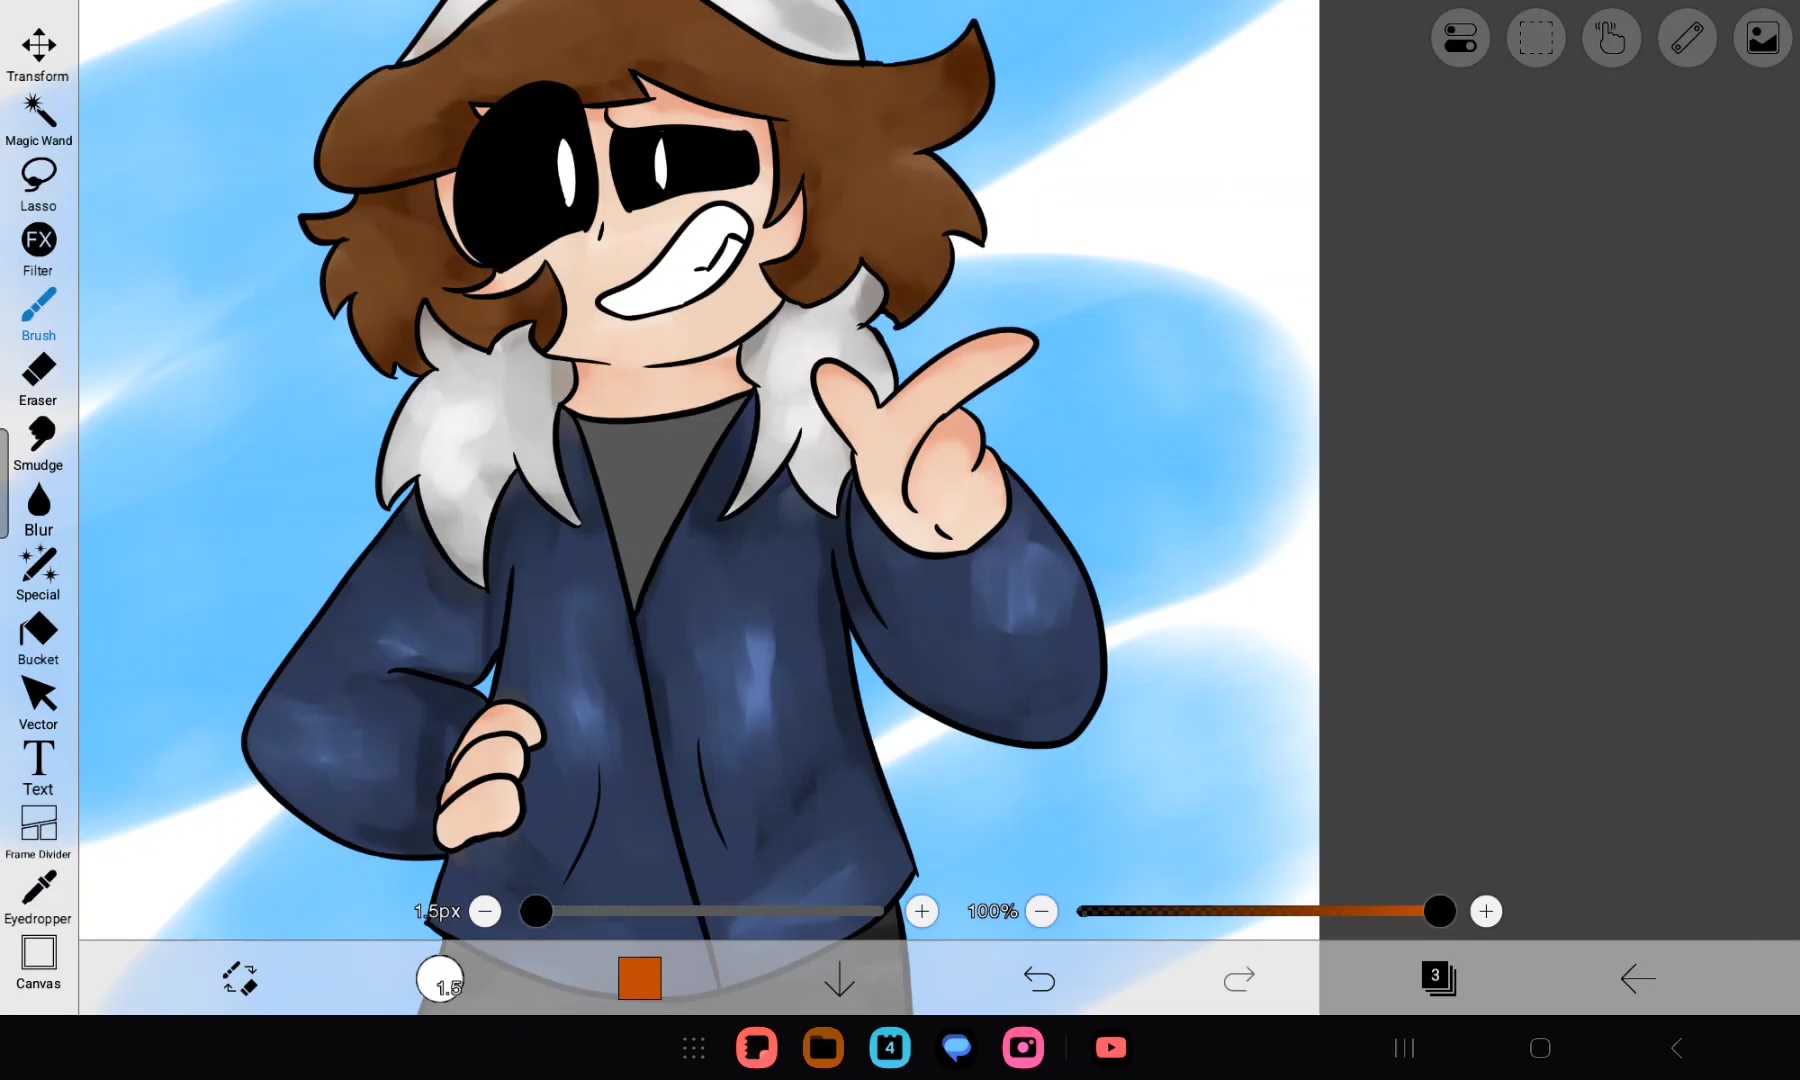 Transform
Magic Wand
Lasso
FX
Filter
Brush
Eraser
Smudge
Blur
Special
Bucket
Vector
T
Text
Frame Divider
Eyedropper
Canvas
1.5px
100%
1.5
3
4